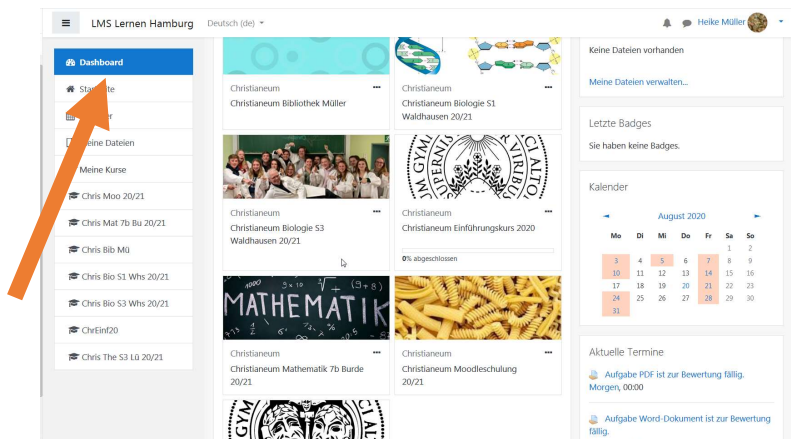 LMS Lernen Hamburg
Deutsch (de)
Heike Müller
Dashboard
Meine Dateien
Meine Kurse
Chris Moo 20/21
Chris Mat 7b Bu 20/21
Chris Bib Mü
Chris Bio S1 Whs 20/21
Chris Bio S3 Whs 20/21
ChrEinf20
Chris The S3 Lü 20/21
Christianeum
Christianeum Bibliothek Müller
Christianeum
Christianeum Biologie S1
Waldhausen 20/21
Christianeum
Christianeum Biologie S3
Waldhausen 20/21
Christianeum
Christianeum Einführungskurs 2020
0% abgeschlossen
MATHEMATIK
Christianeum
Christianeum Mathematik 7b Burde
20/21
Christianeum
Christianeum Moodleschulung
20/21
Keine Dateien vorhanden
Meine Dateien verwalten...
Letzte Badges
Sie haben keine Badges.
Kalender
◄ August 2020 ►
Mo Di Mi Do Fr Sa So
1 2
3 4 5 6 7 8 9
10 11 12 13 14 15 16
17 18 19 20 21 22 23
24 25 26 27 28 29 30
31
Aktuelle Termine
Aufgabe PDF ist zur Bewertung fällig.
Morgen, 00:00
Aufgabe Word-Dokument ist zur Bewertung
fällig.